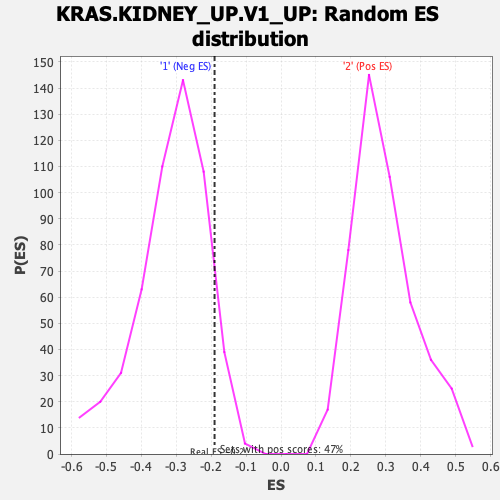 KRAS.KIDNEY_UP.V1_UP: Random ES
distribution
'1' (Neg ES) '2' (Pos ES)
150
140
130
120
110
100
90
80
70
60
50
40
30
20
10
0
P(ES)
Real ES Sets with pos scores: 47%
-0.6 -0.5 -0.4 -0.3 -0.2 -0.1 0.0 0.1 0.2 0.3 0.4 0.5 0.6
ES